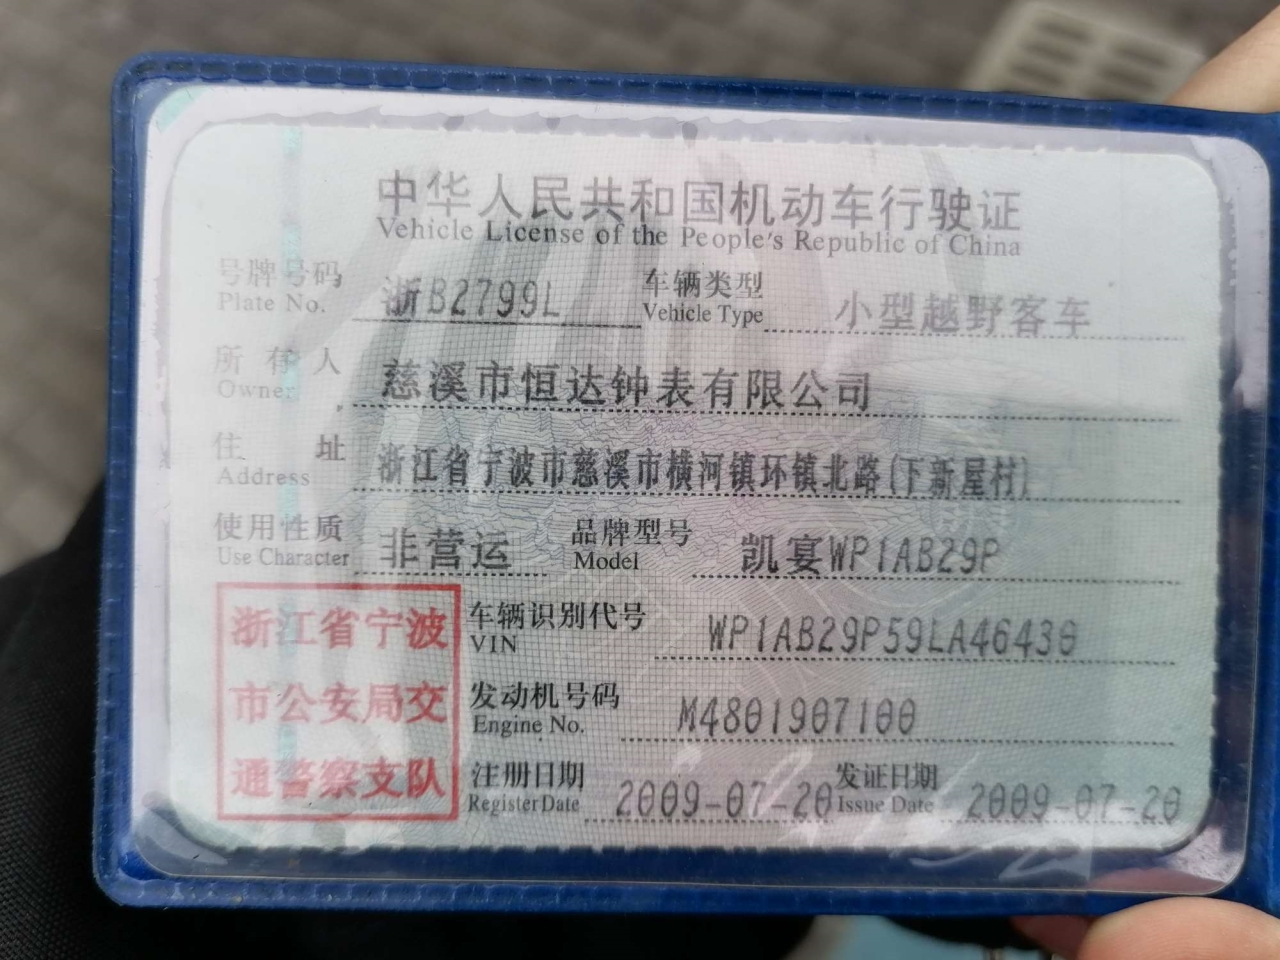 中华人民共和国机动车行驶证
Vehicle License of the People's Republic of China
号牌号码 浙B2799L 车辆类型 小型越野客车
Plate No. Vehicle Type
所有人 慈溪市恒达钟表有限公司
Owner
住址 浙江省宁波市慈溪市横河镇环镇北路(下新屋村)
Address
使用性质 非营运 品牌型号 凯宴WP1AB29P
Use Character Model
浙江省宁波
市公安局交
通警察支队
车辆识别代号 WP1AB29P59LA46430
VIN
发动机号码 M4801907100
Engine No.
注册日期 2009-07-20 发证日期 2009-07-20
Register Date Issue Date